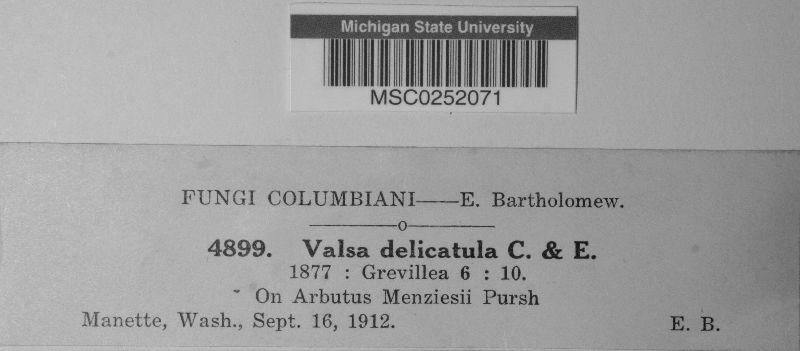 Michigan State University
MSC0252071
FUNGI COLUMBIANI——E. Bartholomew.
4899. Valsa delicatula C. & E.
1877 : Grevillea 6 : 10.
On Arbutus Menziesii Pursh
Manette, Wash., Sept. 16, 1912. E. B.